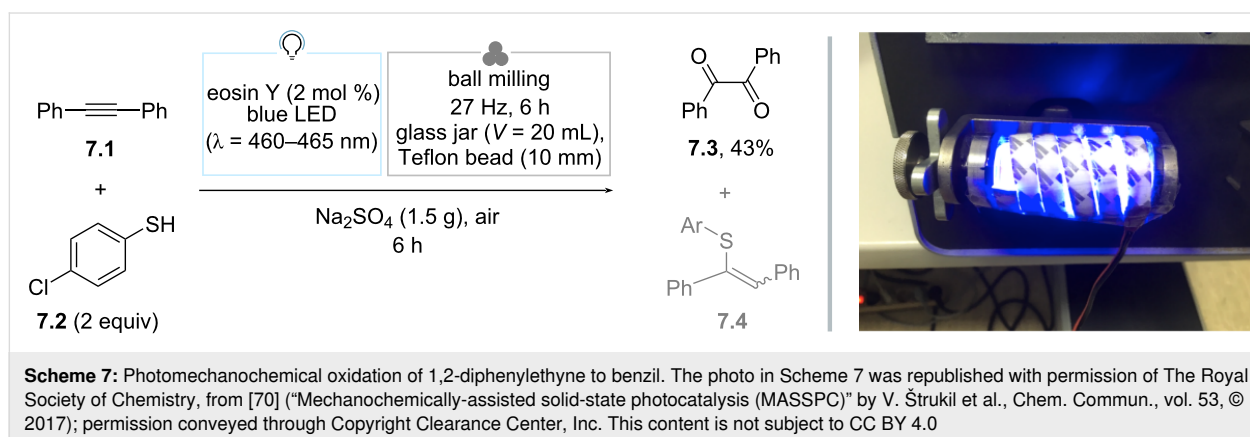 Ph
Ph
7.1
+
SH
Cl
7.2 (2 equiv)
eosin Y (2 mol %)
blue LED
(λ = 460–465 nm)
ball milling
27 Hz, 6 h
glass jar (V = 20 mL),
Teflon bead (10 mm)
Na₂SO₄ (1.5 g), air
6 h
O
Ph
Ph
O
7.3, 43%
+
Ar
S
Ph
Ph
7.4
Scheme 7: Photomechanochemical oxidation of 1,2-diphenylethyne to benzil. The photo in Scheme 7 was republished with permission of The Royal
Society of Chemistry, from [70] (“Mechanochemically-assisted solid-state photocatalysis (MASSPC)” by V. Štrukil et al., Chem. Commun., vol. 53, ©
2017); permission conveyed through Copyright Clearance Center, Inc. This content is not subject to CC BY 4.0